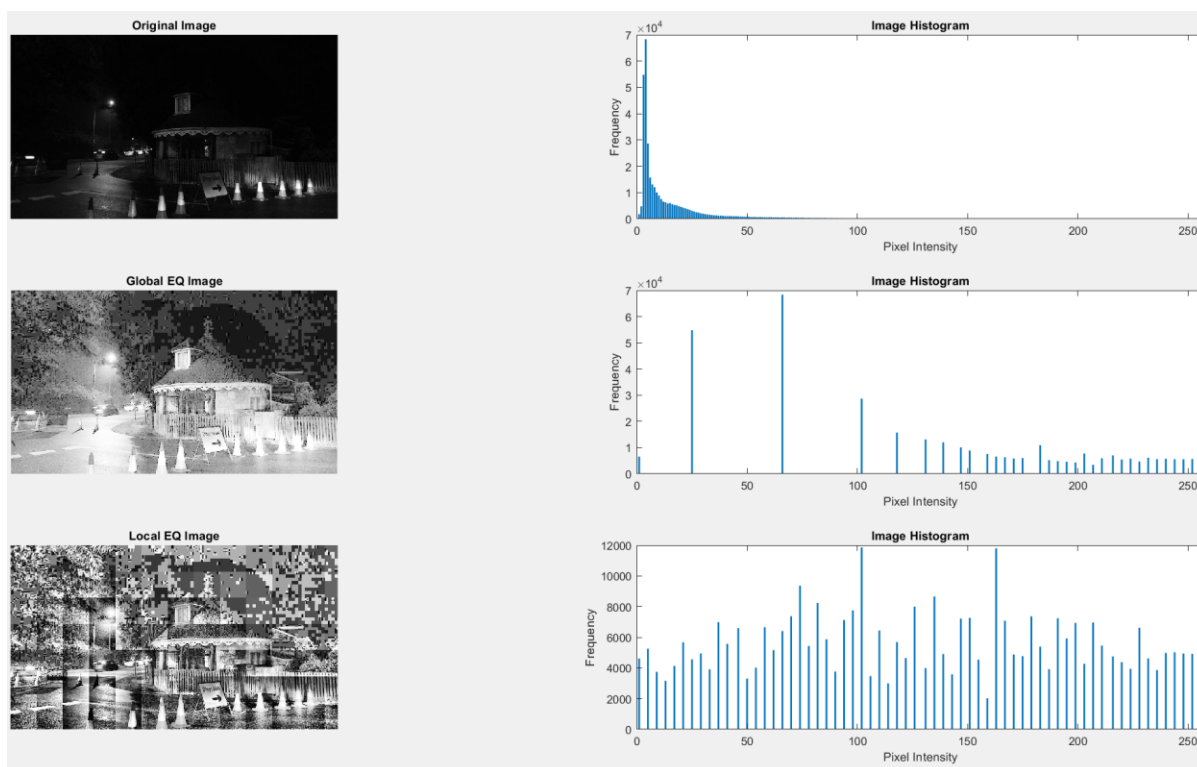 Original Image
Image Histogram
×10⁴
7
6
5
4
3
2
1
0
Frequency
0 50 100 150 200 250
Pixel Intensity
Global EQ Image
Image Histogram
×10⁴
7
6
5
4
3
2
1
0
Frequency
0 50 100 150 200 250
Pixel Intensity
Local EQ Image
Image Histogram
12000
10000
8000
6000
4000
2000
0
Frequency
0 50 100 150 200 250
Pixel Intensity